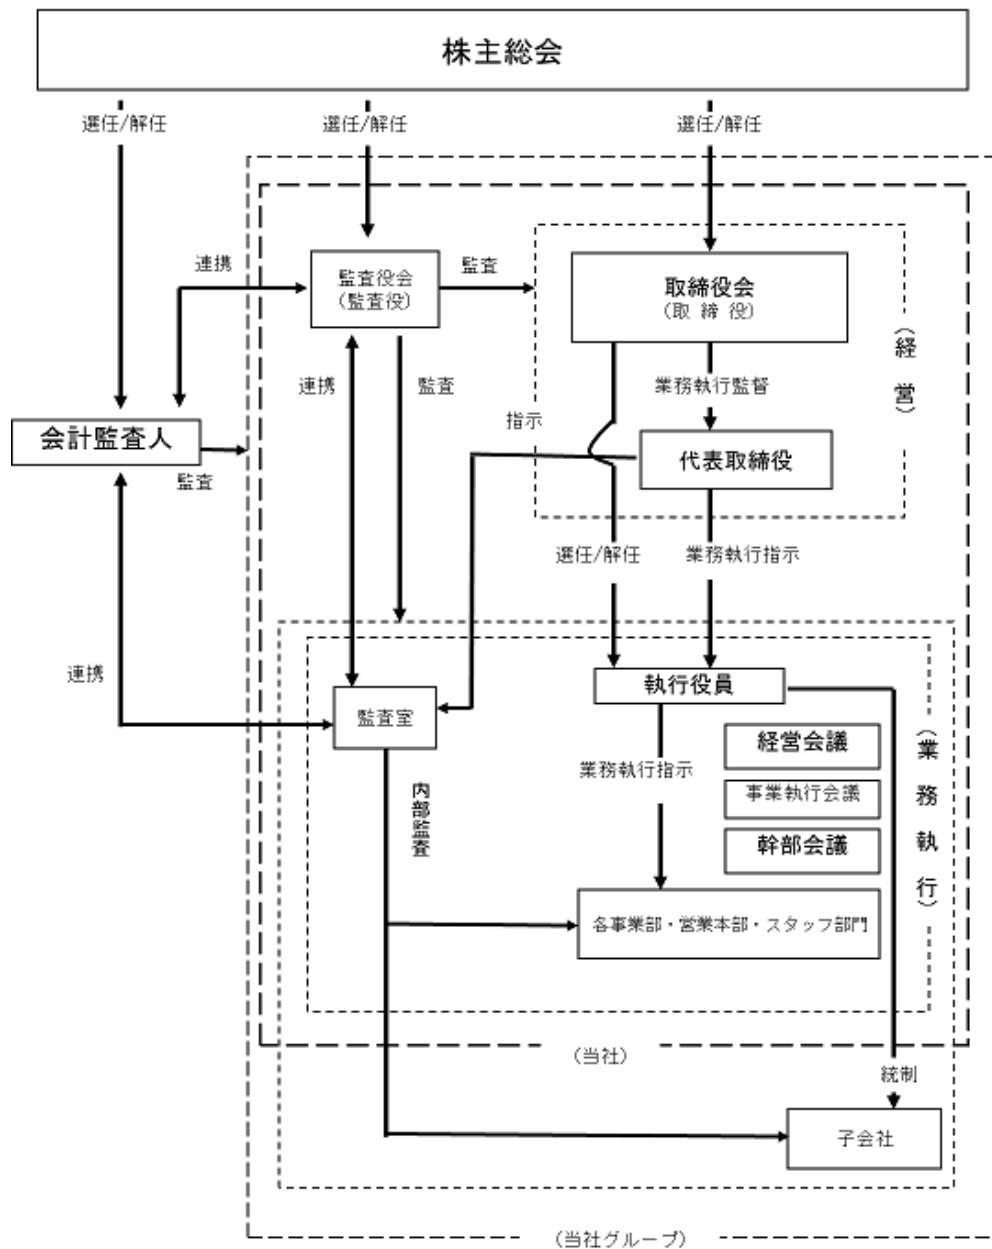 株主総会
選任/解任
選任/解任
選任/解任
連携
監査役会
(監査役)
監査
取締役会
(取 締 役)
(経営)
連携
監査
業務執行監督
指示
会計監査人
監査
代表取締役
選任/解任
業務執行指示
連携
執行役員
監査室
経営会議
(業務執行)
業務執行指示
事業執行会議
内部監査
幹部会議
各事業部・営業本部・スタッフ部門
(当社)
統制
子会社
(当社グループ)